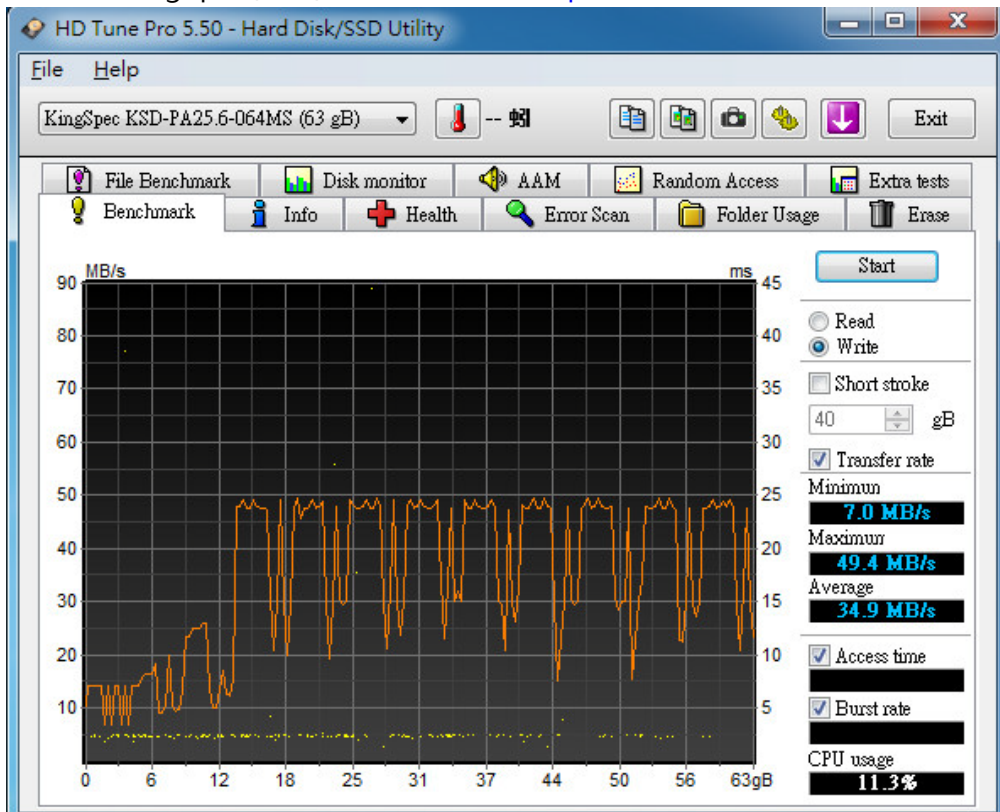 HD Tune Pro 5.50 - Hard Disk/SSD Utility
File Help
KingSpec KSD-PA25.6-064MS (63 gB) -- 蚓 Exit
File Benchmark Disk monitor AAM Random Access Extra tests
Benchmark Info Health Error Scan Folder Usage Erase
MB/s ms
90 45
80 40
70 35
60 30
50 25
40 20
30 15
20 10
10 5
0 6 12 18 25 31 37 44 50 56 63gB
Start
Read
Write
Short stroke
40 gB
Transfer rate
Minimun
7.0 MB/s
Maximun
49.4 MB/s
Average
34.9 MB/s
Access time
Burst rate
CPU usage
11.3%